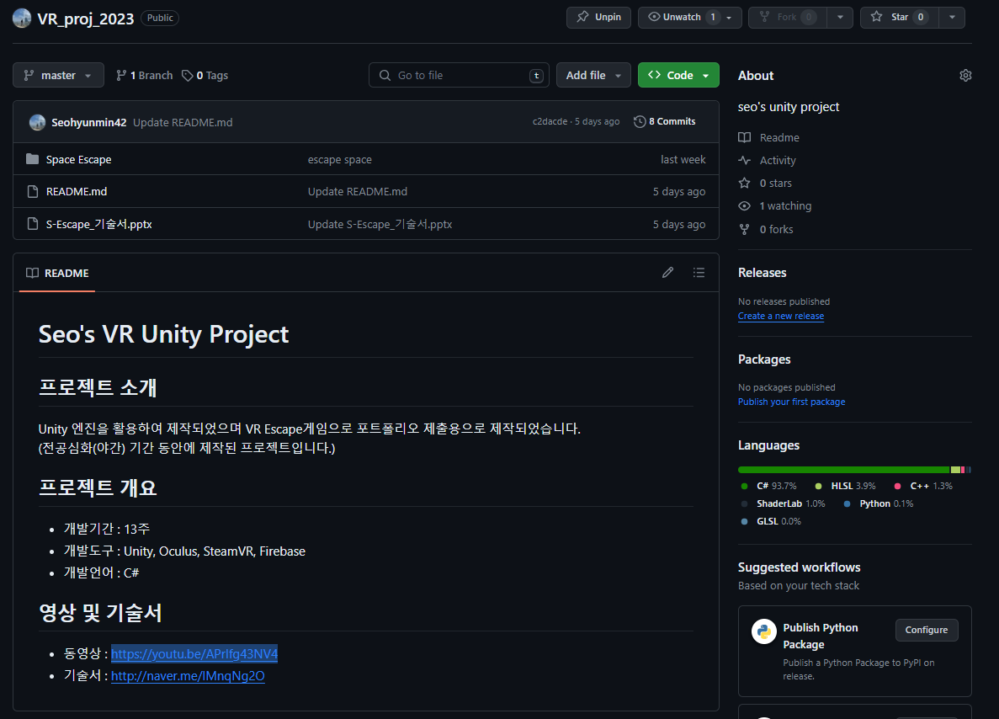 VR_proj_2023 Public
Unpin
Unwatch 1
Fork 0
Star 0
master
1 Branch
0 Tags
Go to file t
Add file
Code
Seohyunmin42 Update README.md c2dacde · 5 days ago 8 Commits
Space Escape escape space last week
README.md Update README.md 5 days ago
S-Escape_기술서.pptx Update S-Escape_기술서.pptx 5 days ago
README
Seo's VR Unity Project
프로젝트 소개
Unity 엔진을 활용하여 제작되었으며 VR Escape게임으로 포트폴리오 제출용으로 제작되었습니다.
(전공심화(야간) 기간 동안에 제작된 프로젝트입니다.)
프로젝트 개요
개발기간 : 13주
개발도구 : Unity, Oculus, SteamVR, Firebase
개발언어 : C#
영상 및 기술서
동영상 : https://youtu.be/APrIfg43NV4
기술서 : http://naver.me/IMnqNg2O
About
seo's unity project
Readme
Activity
0 stars
1 watching
0 forks
Releases
No releases published
Create a new release
Packages
No packages published
Publish your first package
Languages
C# 93.7% HLSL 3.9% C++ 1.3%
ShaderLab 1.0% Python 0.1%
GLSL 0.0%
Suggested workflows
Based on your tech stack
Publish Python
Package
Configure
Publish a Python Package to PyPI on
release.